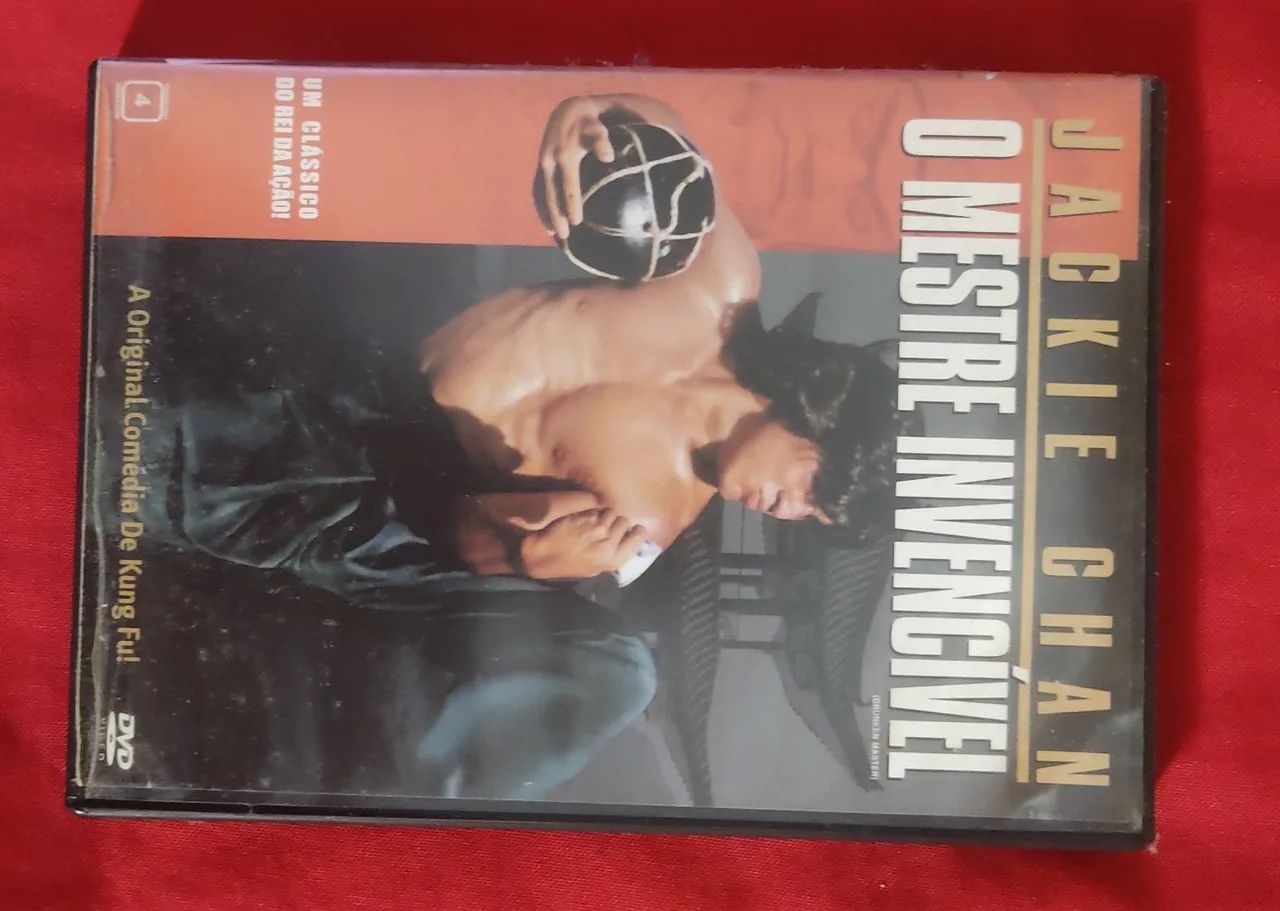 JACKIE CHAN
O MESTRE INVENCÍVEL
(DRUNKEN MASTER)
UM CLÁSSICO
DO REI DA AÇÃO!
A Original Comédia De Kung Fu!
4
DVD
VIDEO